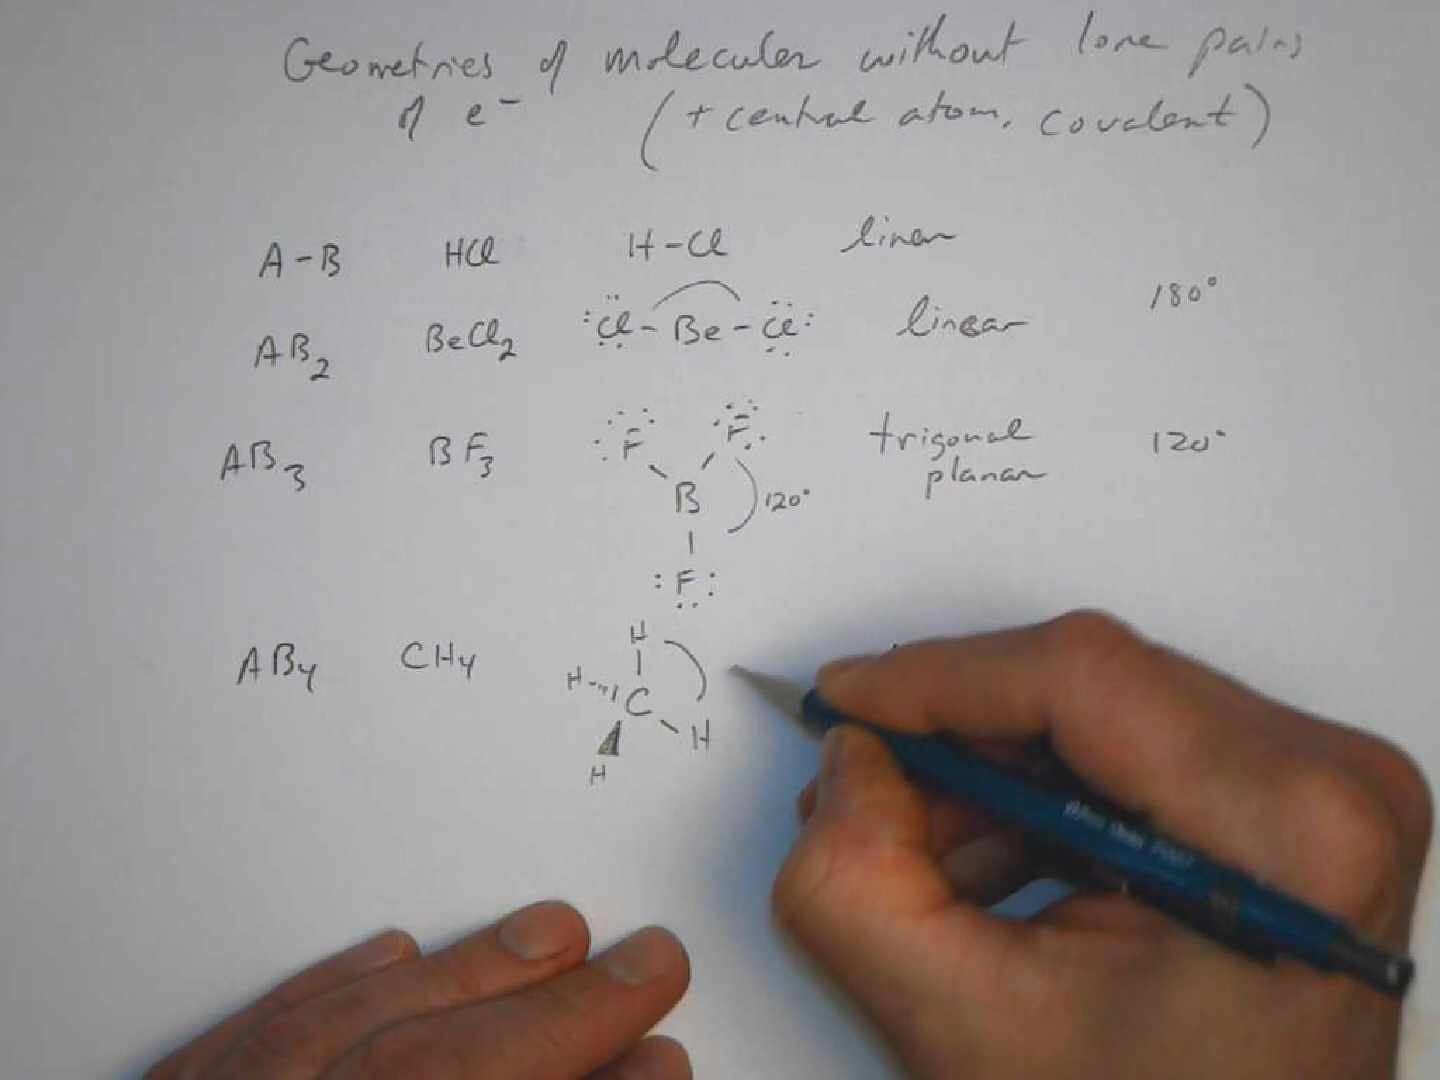 Geometries of molecules without lone pairs
of e⁻ (+ central atom, covalent)
A-B HCl H-Cl linear
AB₂ BeCl₂ :Cl-Be-Cl: linear 180°
AB₃ BF₃ F F trigonal planar 120°
B 120°
:F:
AB₄ CH₄ H
H C H
H